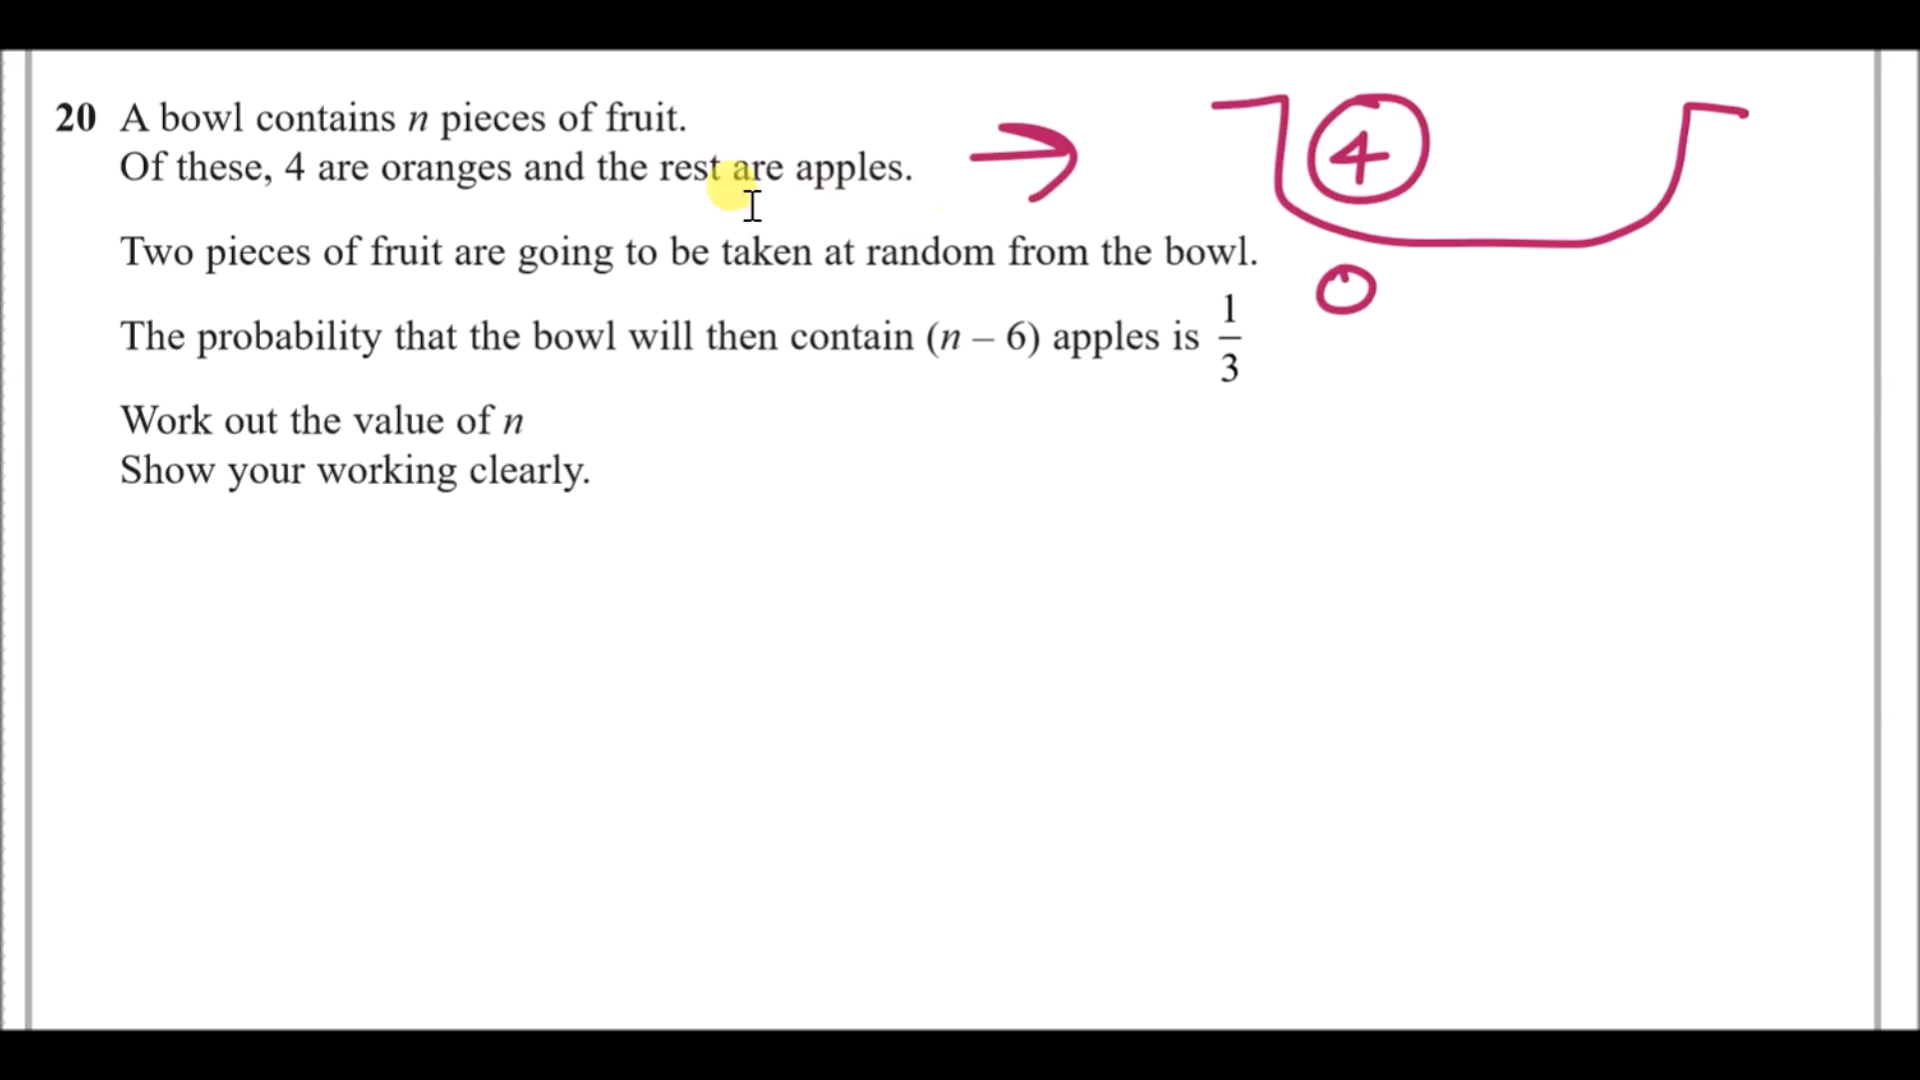 20 A bowl contains n pieces of fruit.
Of these, 4 are oranges and the rest are apples.
4
Two pieces of fruit are going to be taken at random from the bowl.
O
The probability that the bowl will then contain (n – 6) apples is 1/3
Work out the value of n
Show your working clearly.